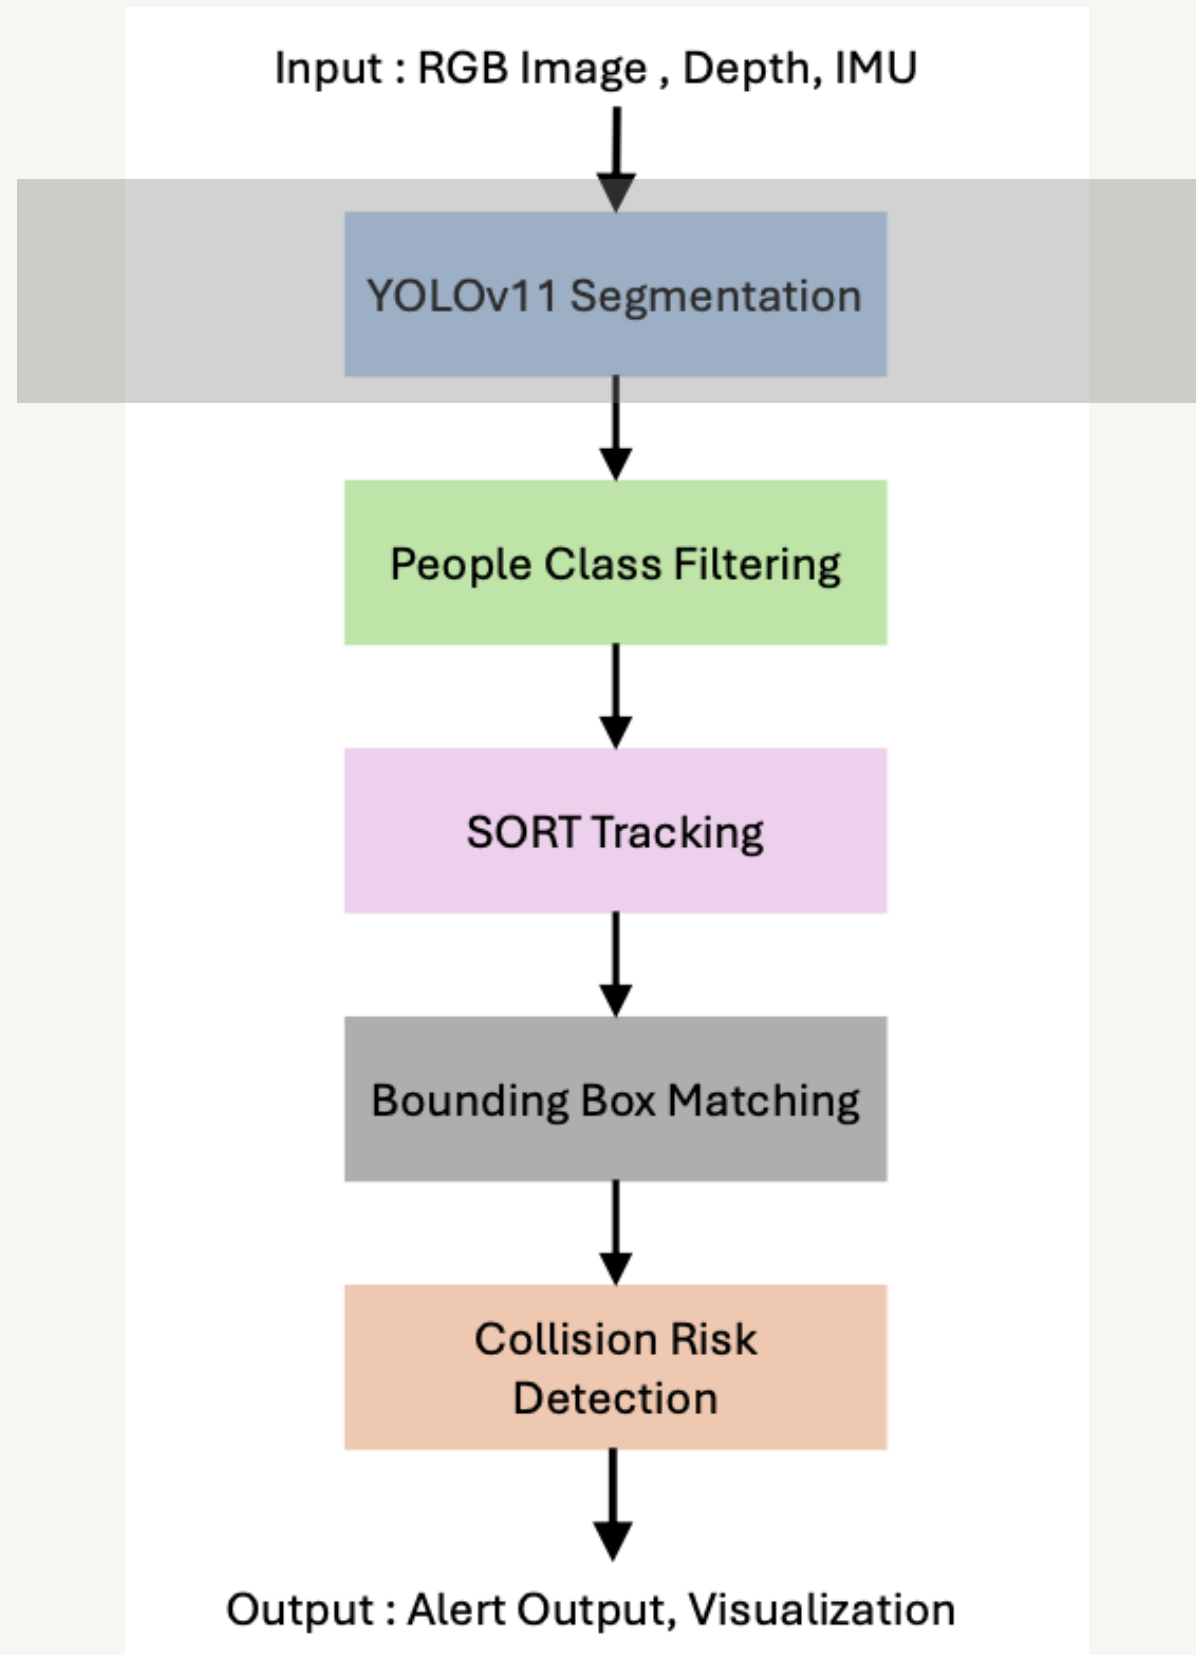 Input : RGB Image , Depth, IMU
YOLOv11 Segmentation
People Class Filtering
SORT Tracking
Bounding Box Matching
Collision Risk
Detection
Output : Alert Output, Visualization